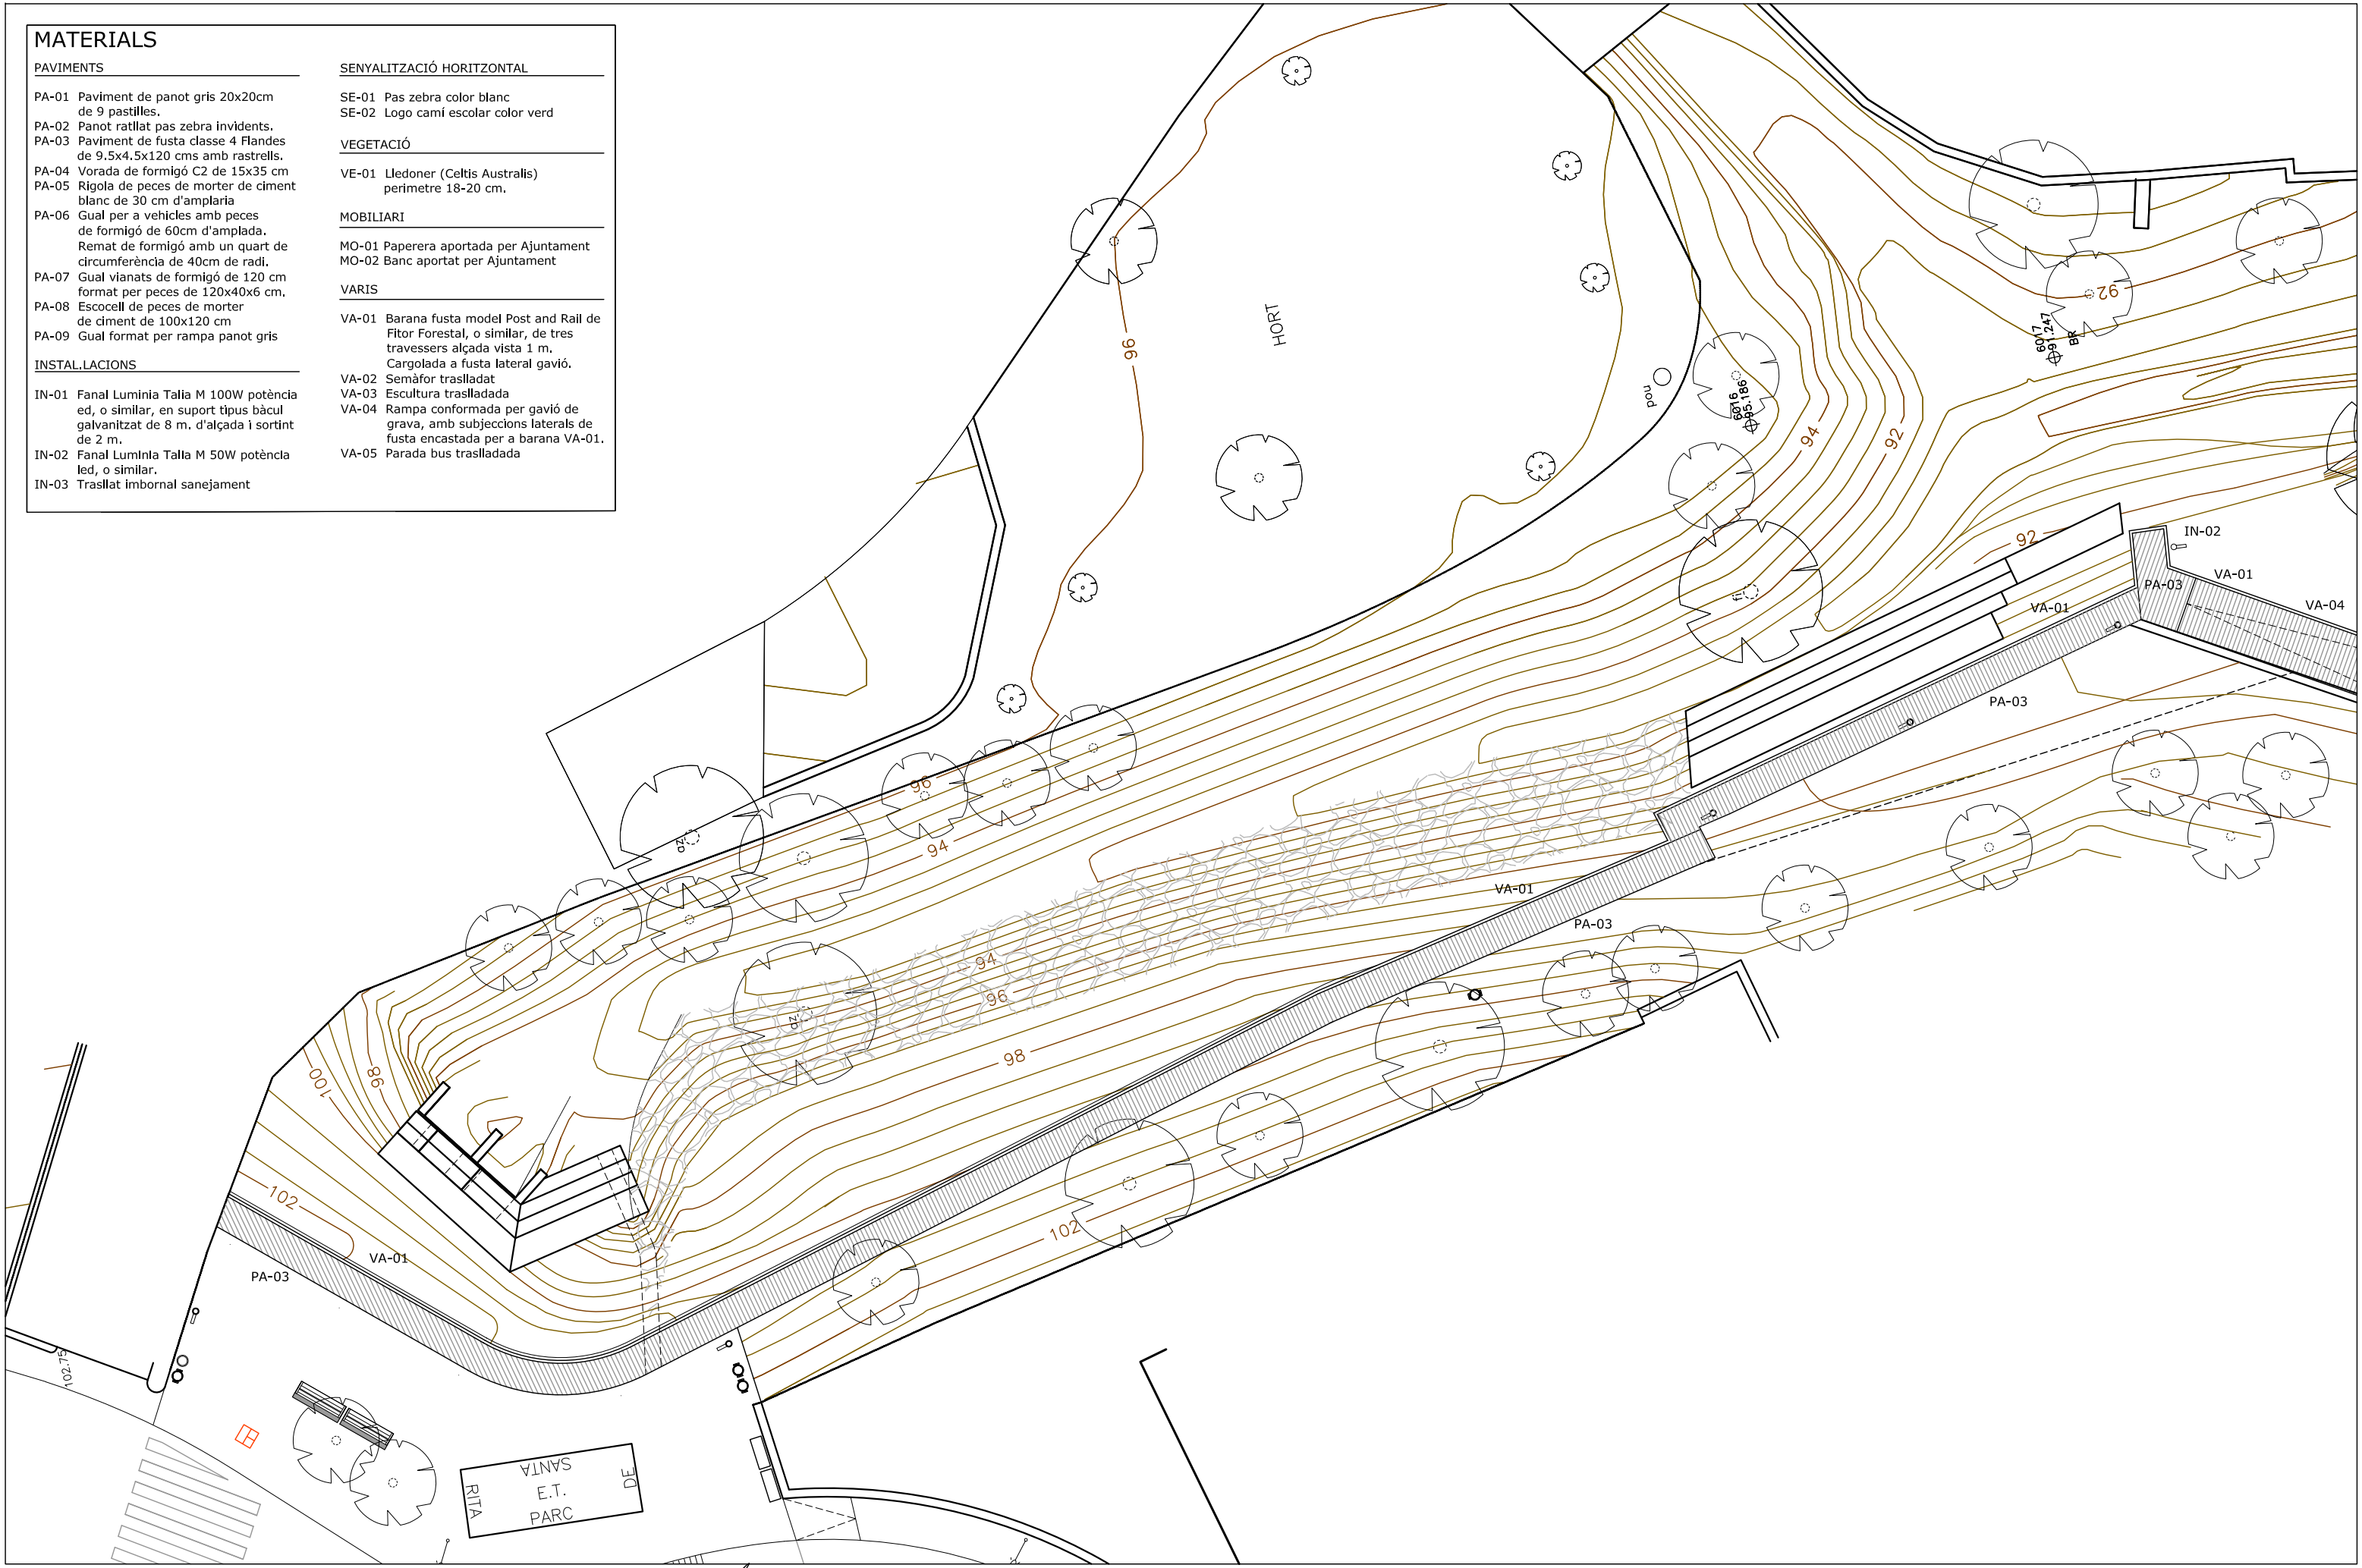 MATERIALS
PAVIMENTS
PA-01 Paviment de panot gris 20x20cm
de 9 pastilles.
PA-02 Panot ratllat pas zebra invidents.
PA-03 Paviment de fusta classe 4 Flandes
de 9.5x4.5x120 cms amb rastrells.
PA-04 Vorada de formigó C2 de 15x35 cm
PA-05 Rigola de peces de morter de ciment
blanc de 30 cm d'amplaria
PA-06 Gual per a vehicles amb peces
de formigó de 60cm d'amplada.
Remat de formigó amb un quart de
circumferència de 40cm de radi.
PA-07 Gual vianats de formigó de 120 cm
format per peces de 120x40x6 cm.
PA-08 Escocell de peces de morter
de ciment de 100x120 cm
PA-09 Gual format per rampa panot gris
INSTAL.LACIONS
IN-01 Fanal Luminia Talia M 100W potència
ed, o similar, en suport tipus bàcul
galvanitzat de 8 m. d'alçada i sortint
de 2 m.
IN-02 Fanal Luminia Talia M 50W potència
led, o similar.
IN-03 Trasllat imbornal sanejament
SENYALITZACIÓ HORITZONTAL
SE-01 Pas zebra color blanc
SE-02 Logo camí escolar color verd
VEGETACIÓ
VE-01 Lledoner (Celtis Australis)
perimetre 18-20 cm.
MOBILIARI
MO-01 Paperera aportada per Ajuntament
MO-02 Banc aportat per Ajuntament
VARIS
VA-01 Barana fusta model Post and Rail de
Fitor Forestal, o similar, de tres
travessers alçada vista 1 m.
Cargolada a fusta lateral gavió.
VA-02 Semàfor traslladat
VA-03 Escultura traslladada
VA-04 Rampa conformada per gavió de
grava, amb subjeccions laterals de
fusta encastada per a barana VA-01.
VA-05 Parada bus traslladada
92
6017
91.247
BR
HORT
96
pou
6016
95.186
94
92
92
IN-02
VA-01
PA-03
VA-04
VA-01
fi
PA-03
96
94
oz
VA-01
PA-03
94
96
oz
98
98
100
102
102
VA-01
PA-03
102.75
SANTA
E.T.
PARC
DE
RITA